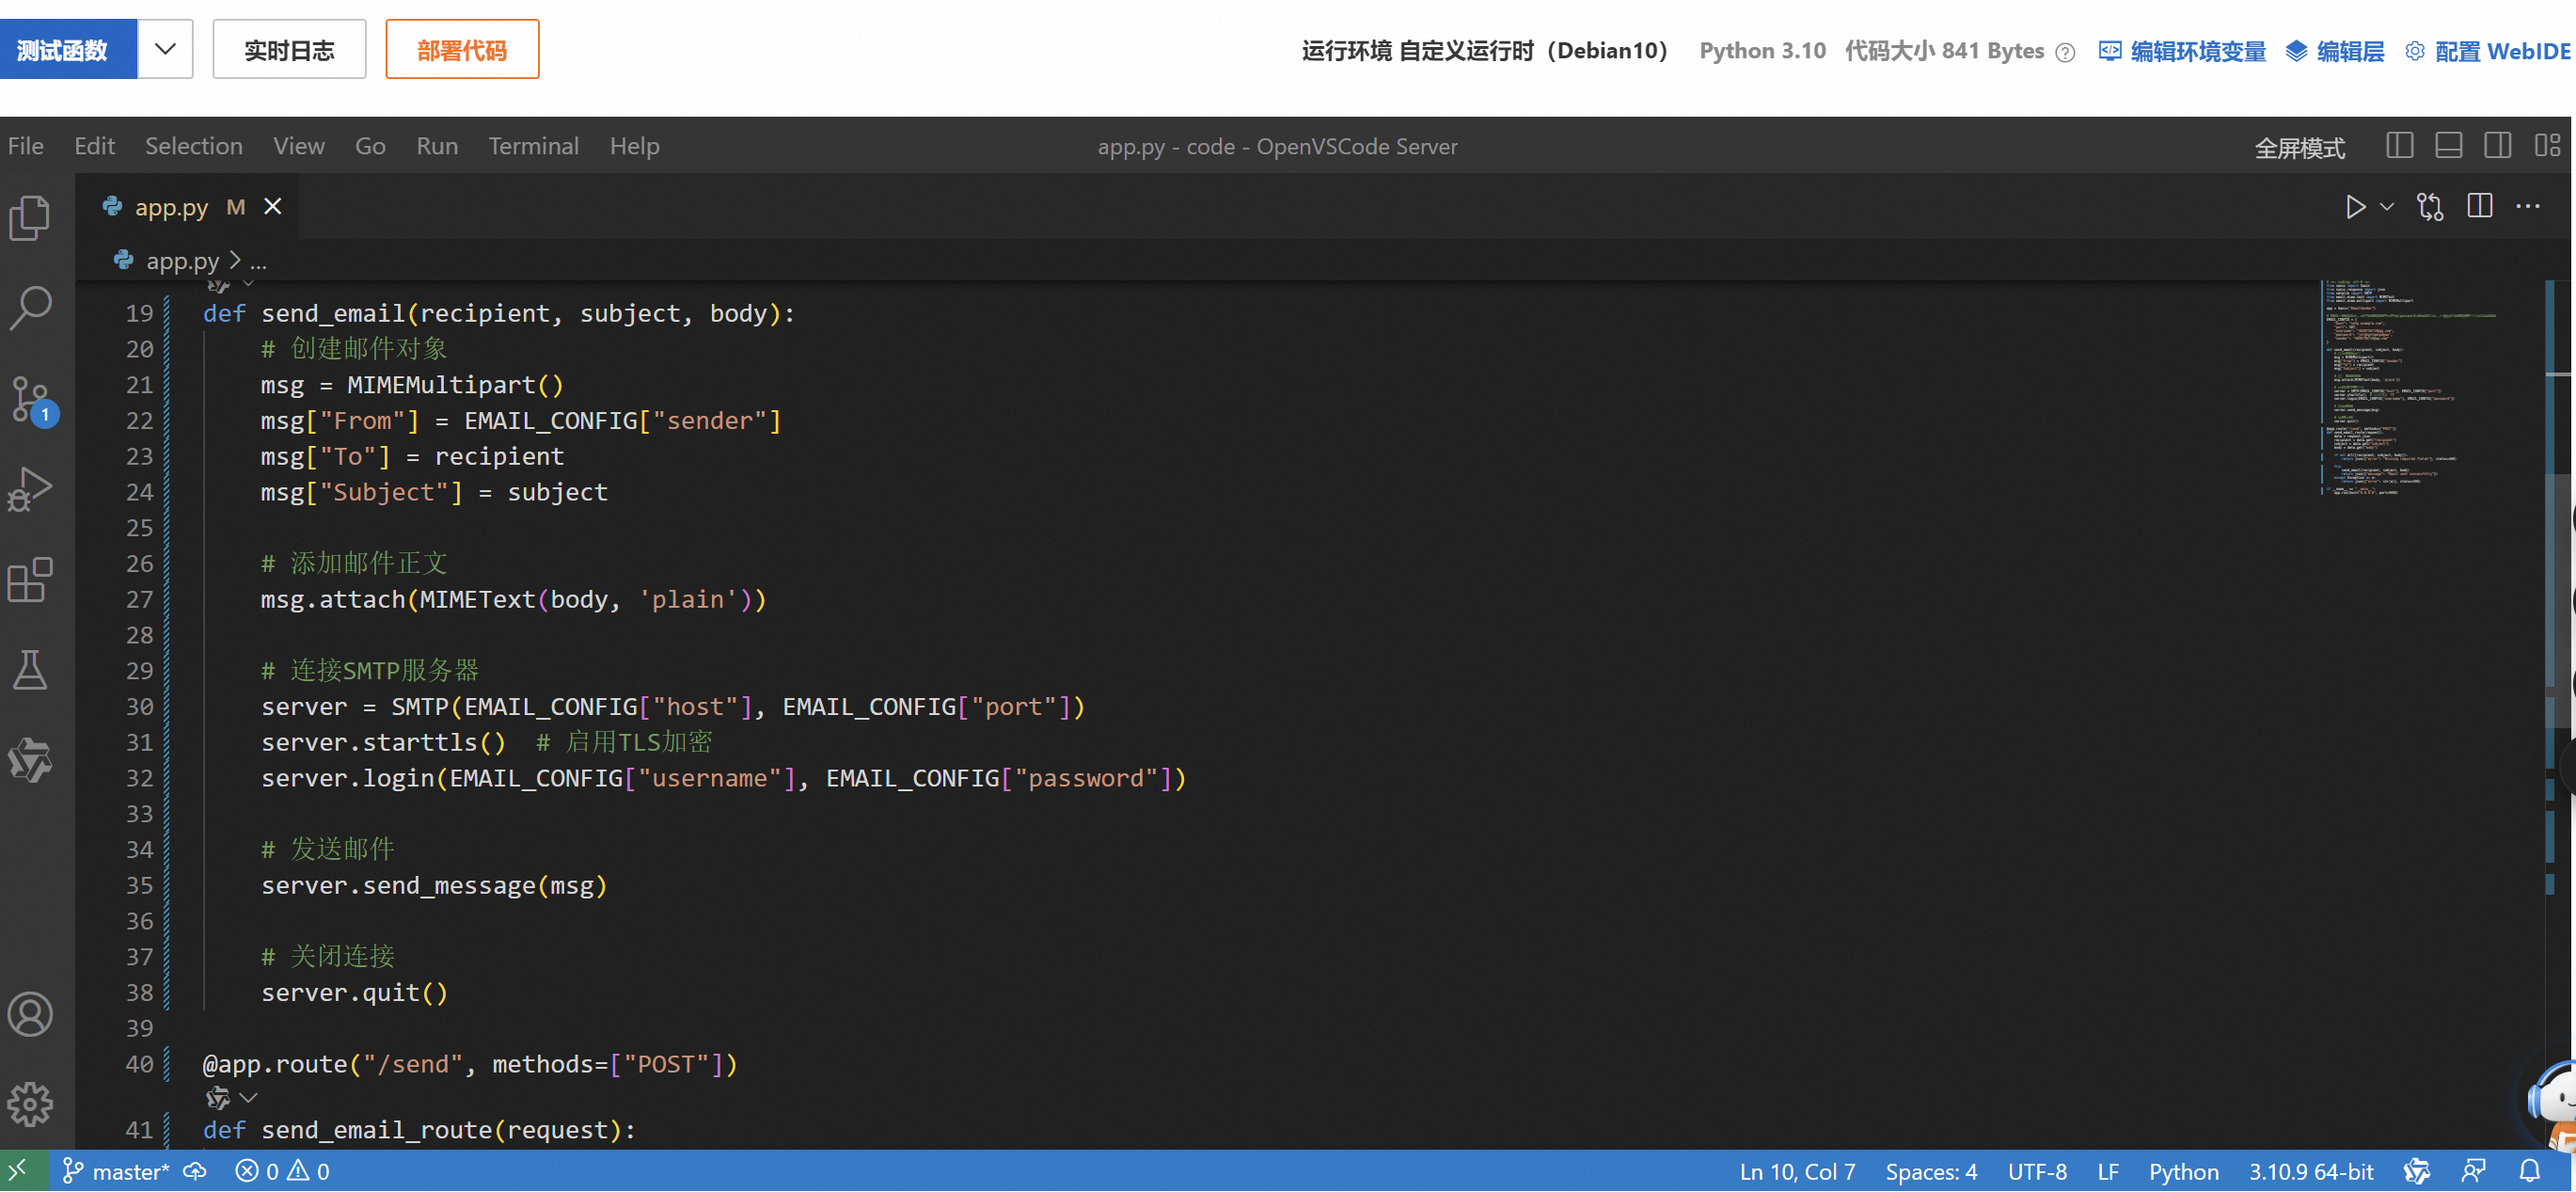 测试函数
实时日志
部署代码
运行环境 自定义运行时（Debian10） Python 3.10 代码大小 841 Bytes
编辑环境变量
编辑层
配置 WebIDE
File Edit Selection View Go Run Terminal Help
app.py - code - OpenVSCode Server
全屏模式
app.py M
app.py > ...
19 def send_email(recipient, subject, body):
20 # 创建邮件对象
21 msg = MIMEMultipart()
22 msg["From"] = EMAIL_CONFIG["sender"]
23 msg["To"] = recipient
24 msg["Subject"] = subject
25
26 # 添加邮件正文
27 msg.attach(MIMEText(body, 'plain'))
28
29 # 连接SMTP服务器
30 server = SMTP(EMAIL_CONFIG["host"], EMAIL_CONFIG["port"])
31 server.starttls()  # 启用TLS加密
32 server.login(EMAIL_CONFIG["username"], EMAIL_CONFIG["password"])
33
34 # 发送邮件
35 server.send_message(msg)
36
37 # 关闭连接
38 server.quit()
39
40 @app.route("/send", methods=["POST"])
41 def send_email_route(request):
1
master* 0 0
Ln 10, Col 7 Spaces: 4 UTF-8 LF Python 3.10.9 64-bit